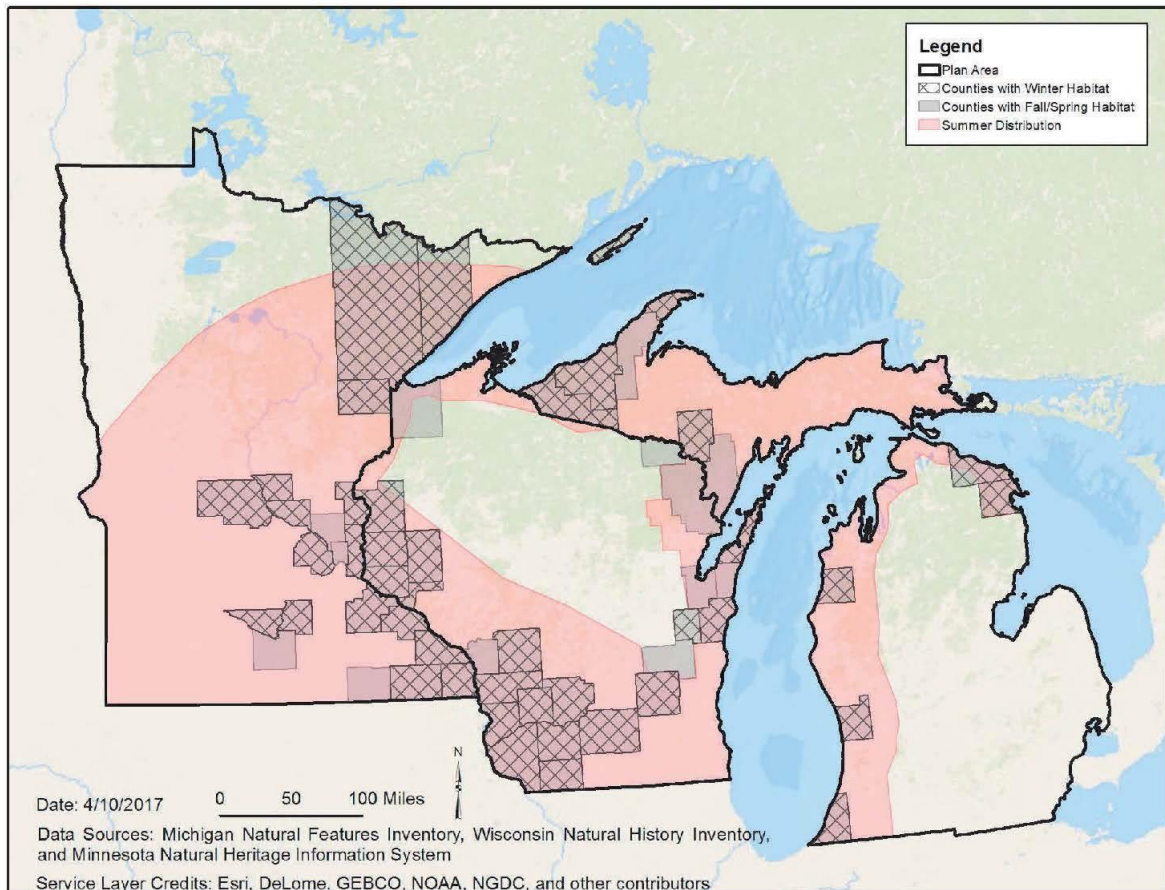 Legend
Plan Area
Counties with Winter Habitat
Counties with Fall/Spring Habitat
Summer Distribution
N
S
Date: 4/10/2017
0 50 100 Miles
Data Sources: Michigan Natural Features Inventory, Wisconsin Natural History Inventory,
and Minnesota Natural Heritage Information System
Service Layer Credits: Esri, DeLorme, GEBCO, NOAA, NGDC, and other contributors